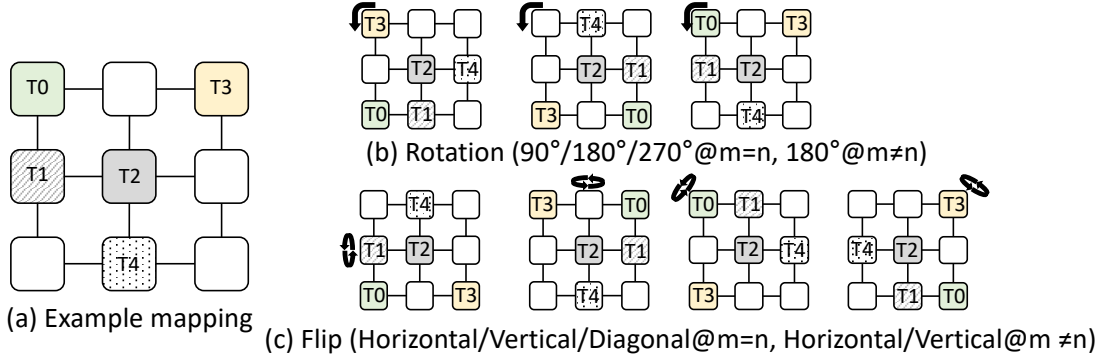 T0 T3
T1 T2
T4
(a) Example mapping
T3 T4 T0 T3
T2 T4 T2 T1 T1 T2
T0 T1 T3 T0 T4
(b) Rotation (90°/180°/270°@m=n, 180°@m≠n)
T4 T3 T0 T0 T1 T3
T1 T2 T2 T1 T2 T4 T4 T2
T0 T3 T4 T3 T1 T0
(c) Flip (Horizontal/Vertical/Diagonal@m=n, Horizontal/Vertical@m ≠n)